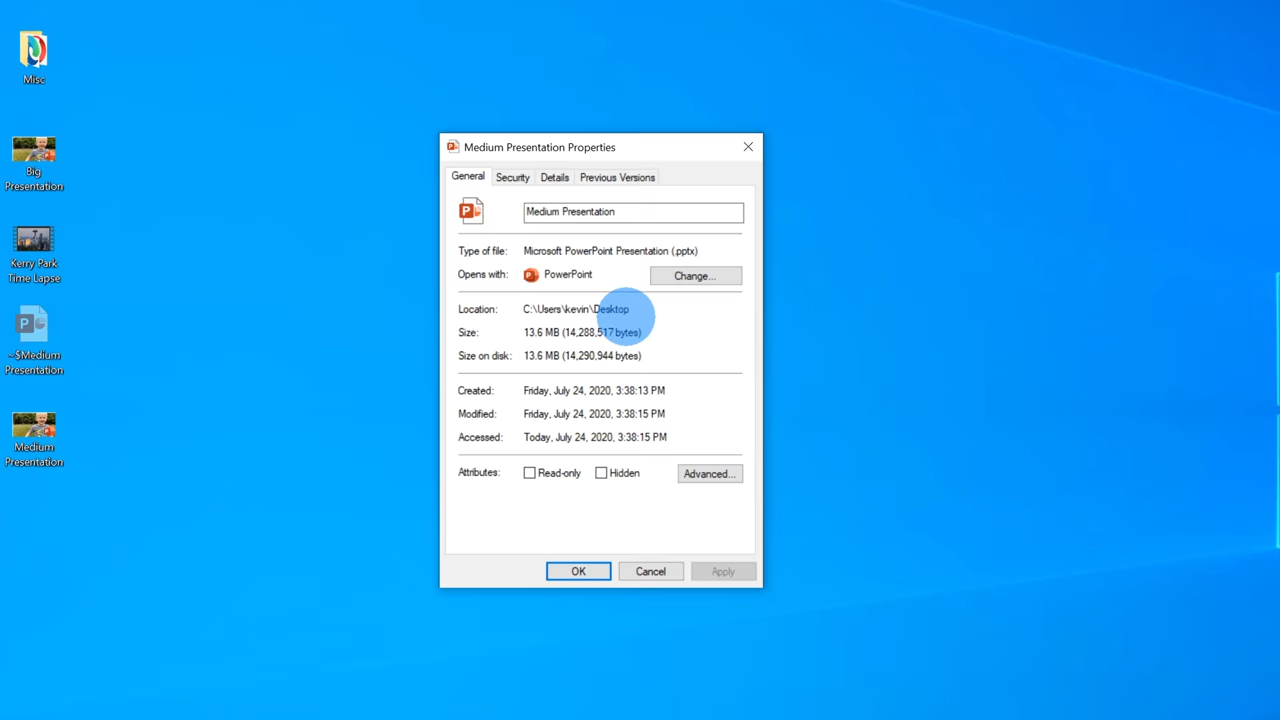 Misc
Big
Presentation
Kerry Park
Time Lapse
~$Medium
Presentation
Medium
Presentation
Medium Presentation Properties
General Security Details Previous Versions
Medium Presentation
Type of file: Microsoft PowerPoint Presentation (.pptx)
Opens with: PowerPoint Change...
Location: C:\Users\kevin\Desktop
Size: 13.6 MB (14,288,517 bytes)
Size on disk: 13.6 MB (14,290,944 bytes)
Created: Friday, July 24, 2020, 3:38:13 PM
Modified: Friday, July 24, 2020, 3:38:15 PM
Accessed: Today, July 24, 2020, 3:38:15 PM
Attributes: Read-only Hidden Advanced...
OK Cancel Apply